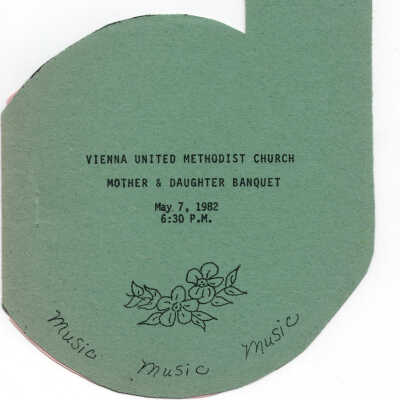 VIENNA UNITED METHODIST CHURCH
MOTHER & DAUGHTER BANQUET
May 7, 1982
6:30 P.M.
Music
Music
Music